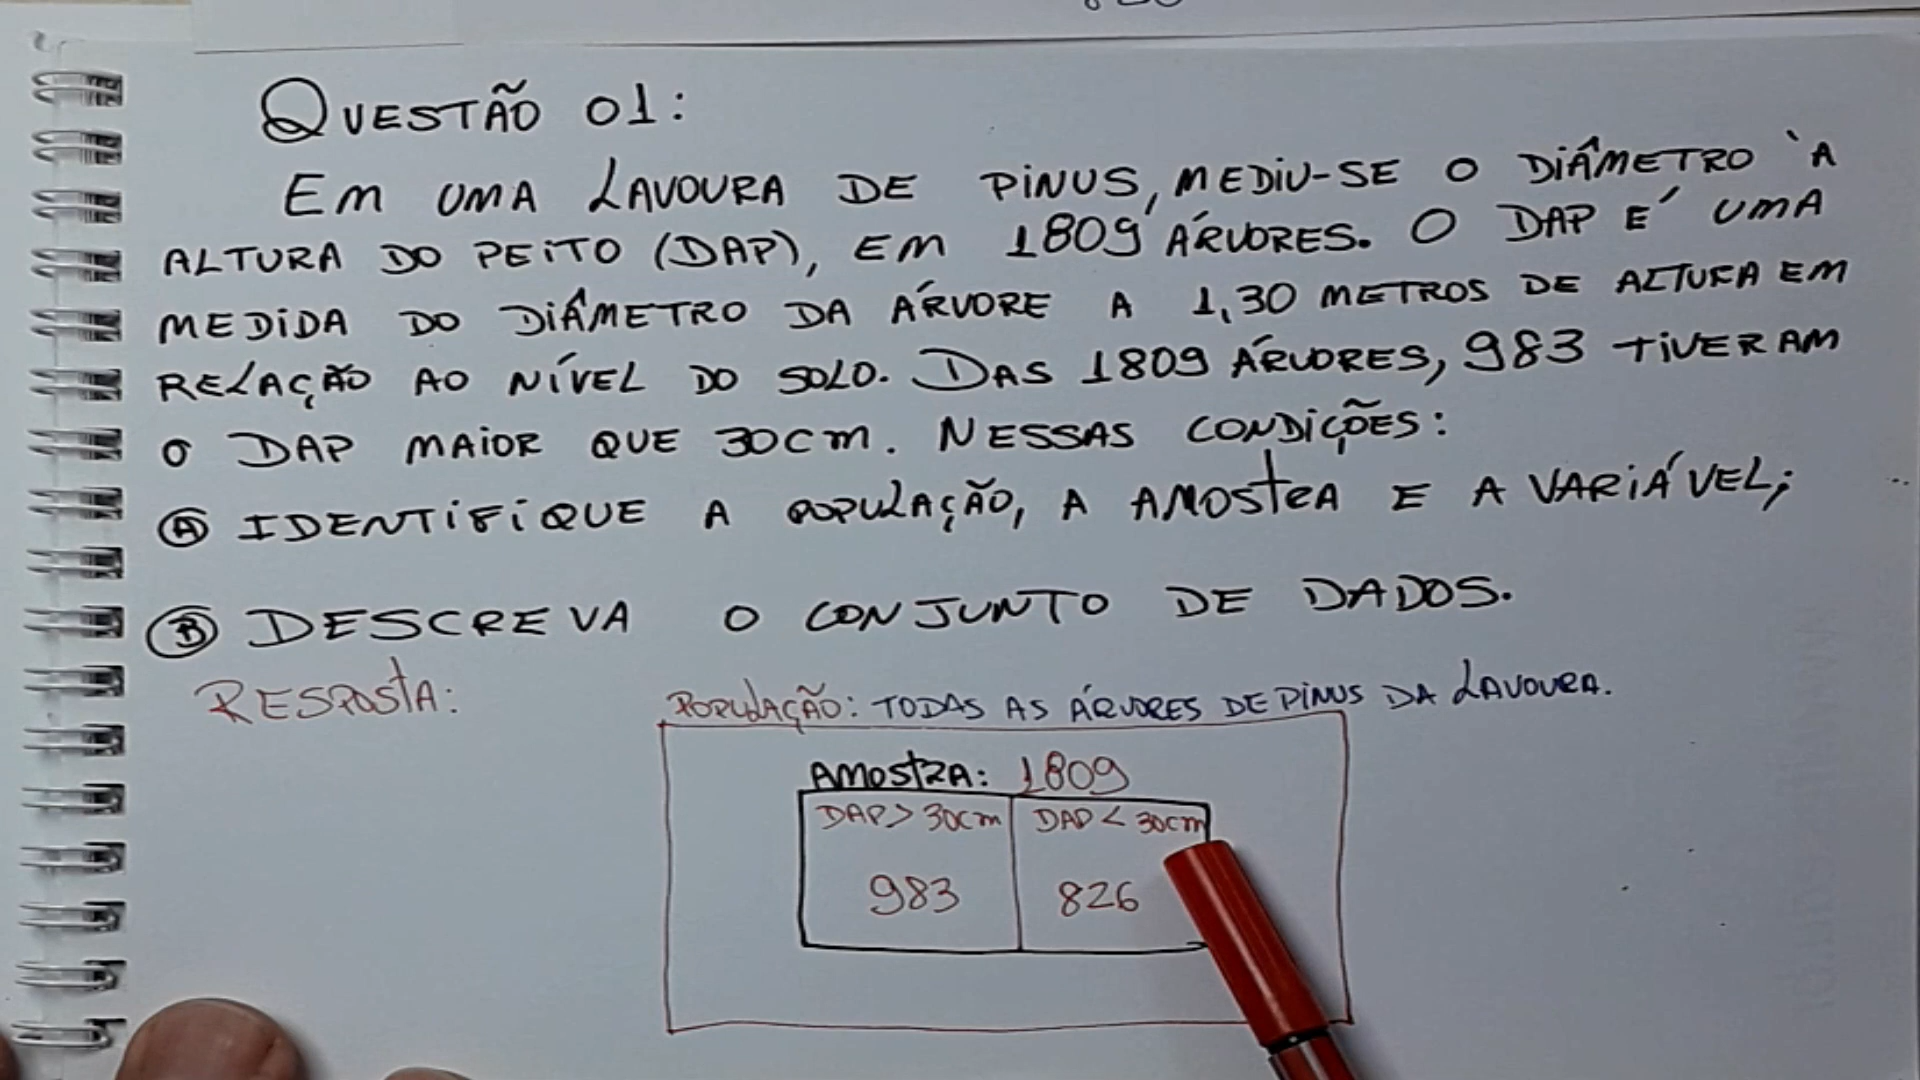 QUESTÃO 01:
EM UMA LAVOURA DE PINUS, MEDIU-SE O DIÂMETRO À
ALTURA DO PEITO (DAP), EM 1809 ÁRVORES. O DAP É UMA
MEDIDA DO DIÂMETRO DA ÁRVORE A 1,30 METROS DE ALTURA EM
RELAÇÃO AO NÍVEL DO SOLO. DAS 1809 ÁRVORES, 983 TIVERAM
O DAP MAIOR QUE 30CM. NESSAS CONDIÇÕES:
A IDENTIFIQUE A POPULAÇÃO, A AMOSTRA E A VARIÁVEL;
B DESCREVA O CONJUNTO DE DADOS.
RESPOSTA:
POPULAÇÃO: TODAS AS ÁRVORES DE PINUS DA LAVOURA.
AMOSTRA: 1809
DAP > 30cm DAP < 30cm
983 826